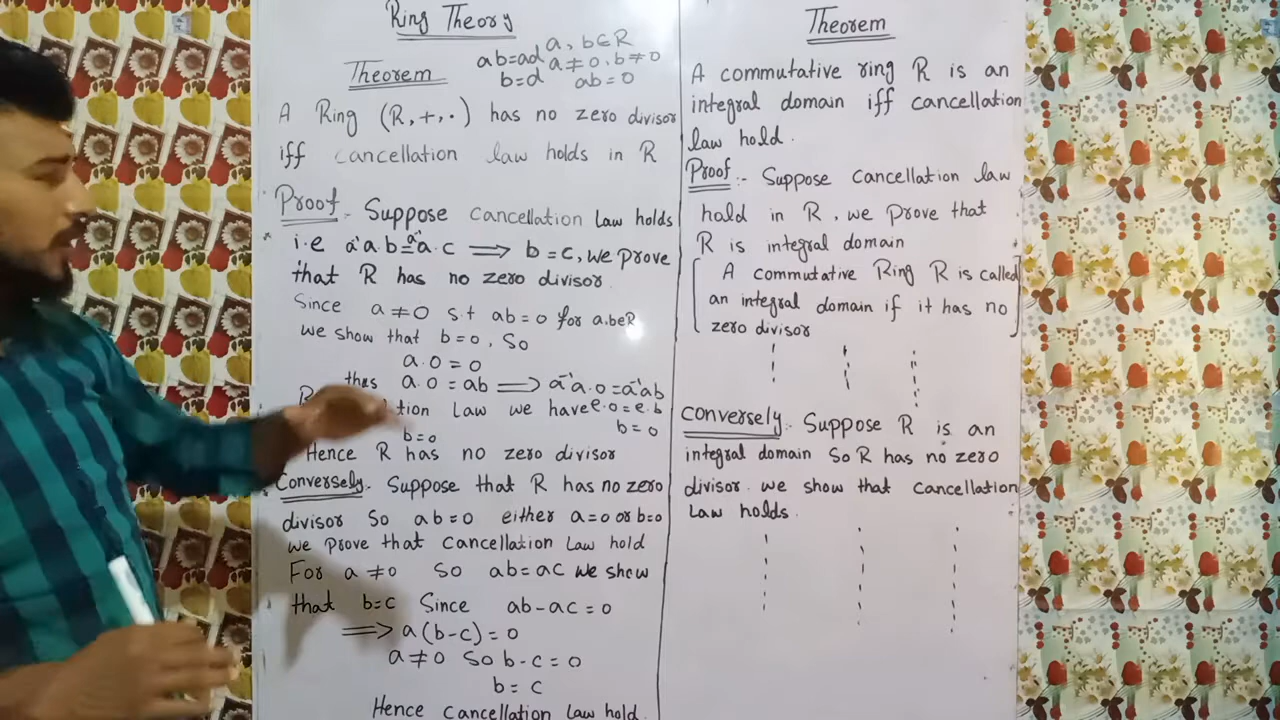 Ring Theory
ab=ad a, b∈R
Theorem a≠0, b≠0
b=d ab=0
A Ring (R,+,·) has no zero divisor
iff cancellation law holds in R
Proof:- Suppose cancellation Law holds
i.e a⁻¹a.b=a⁻¹a.c ⟹ b=c, we prove
that R has no zero divisor.
Since a≠0 s.t ab=0 for a,b∈R
we show that b=0, So
a.0=0
thus a.0=ab ⟹ a⁻¹a.0=a⁻¹ab
Law we have e.0=e.b
b=0 b=0
Hence R has no zero divisor
Conversely:- Suppose that R has no zero
divisor So ab=0 either a=0 or b=0
we prove that cancellation Law hold
For a≠0 So ab=ac we show
that b=c Since ab-ac=0
⟹ a(b-c)=0
a≠0 So b-c=0
b=c
Hence cancellation Law hold.
Theorem
A commutative ring R is an
integral domain iff cancellation
law hold.
Proof:- Suppose cancellation law
hold in R, we prove that
R is integral domain
[A commutative Ring R is called
an integral domain if it has no
zero divisor]
Conversely:- Suppose R is an
integral domain So R has no zero
divisor. we show that cancellation
Law holds.